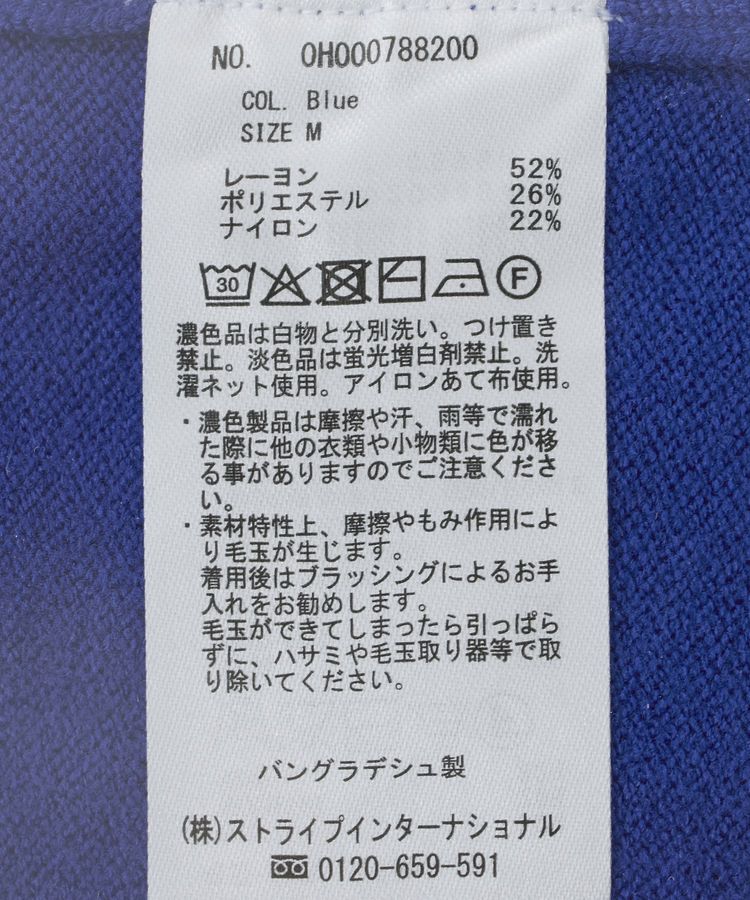 NO. OH000788200
COL. Blue
SIZE M
レーヨン 52%
ポリエステル 26%
ナイロン 22%
30 F
濃色品は白物と分別洗い。つけ置き
禁止。淡色品は蛍光増白剤禁止。洗
濯ネット使用。アイロンあて布使用。
・濃色製品は摩擦や汗、雨等で濡れ
た際に他の衣類や小物類に色が移
る事がありますのでご注意くださ
い。
・素材特性上、摩擦やもみ作用によ
り毛玉が生じます。
着用後はブラッシングによるお手
入れをお勧めします。
毛玉ができてしまったら引っぱら
ずに、ハサミや毛玉取り器等で取
り除いてください。
バングラデシュ製
(株)ストライプインターナショナル
0120-659-591